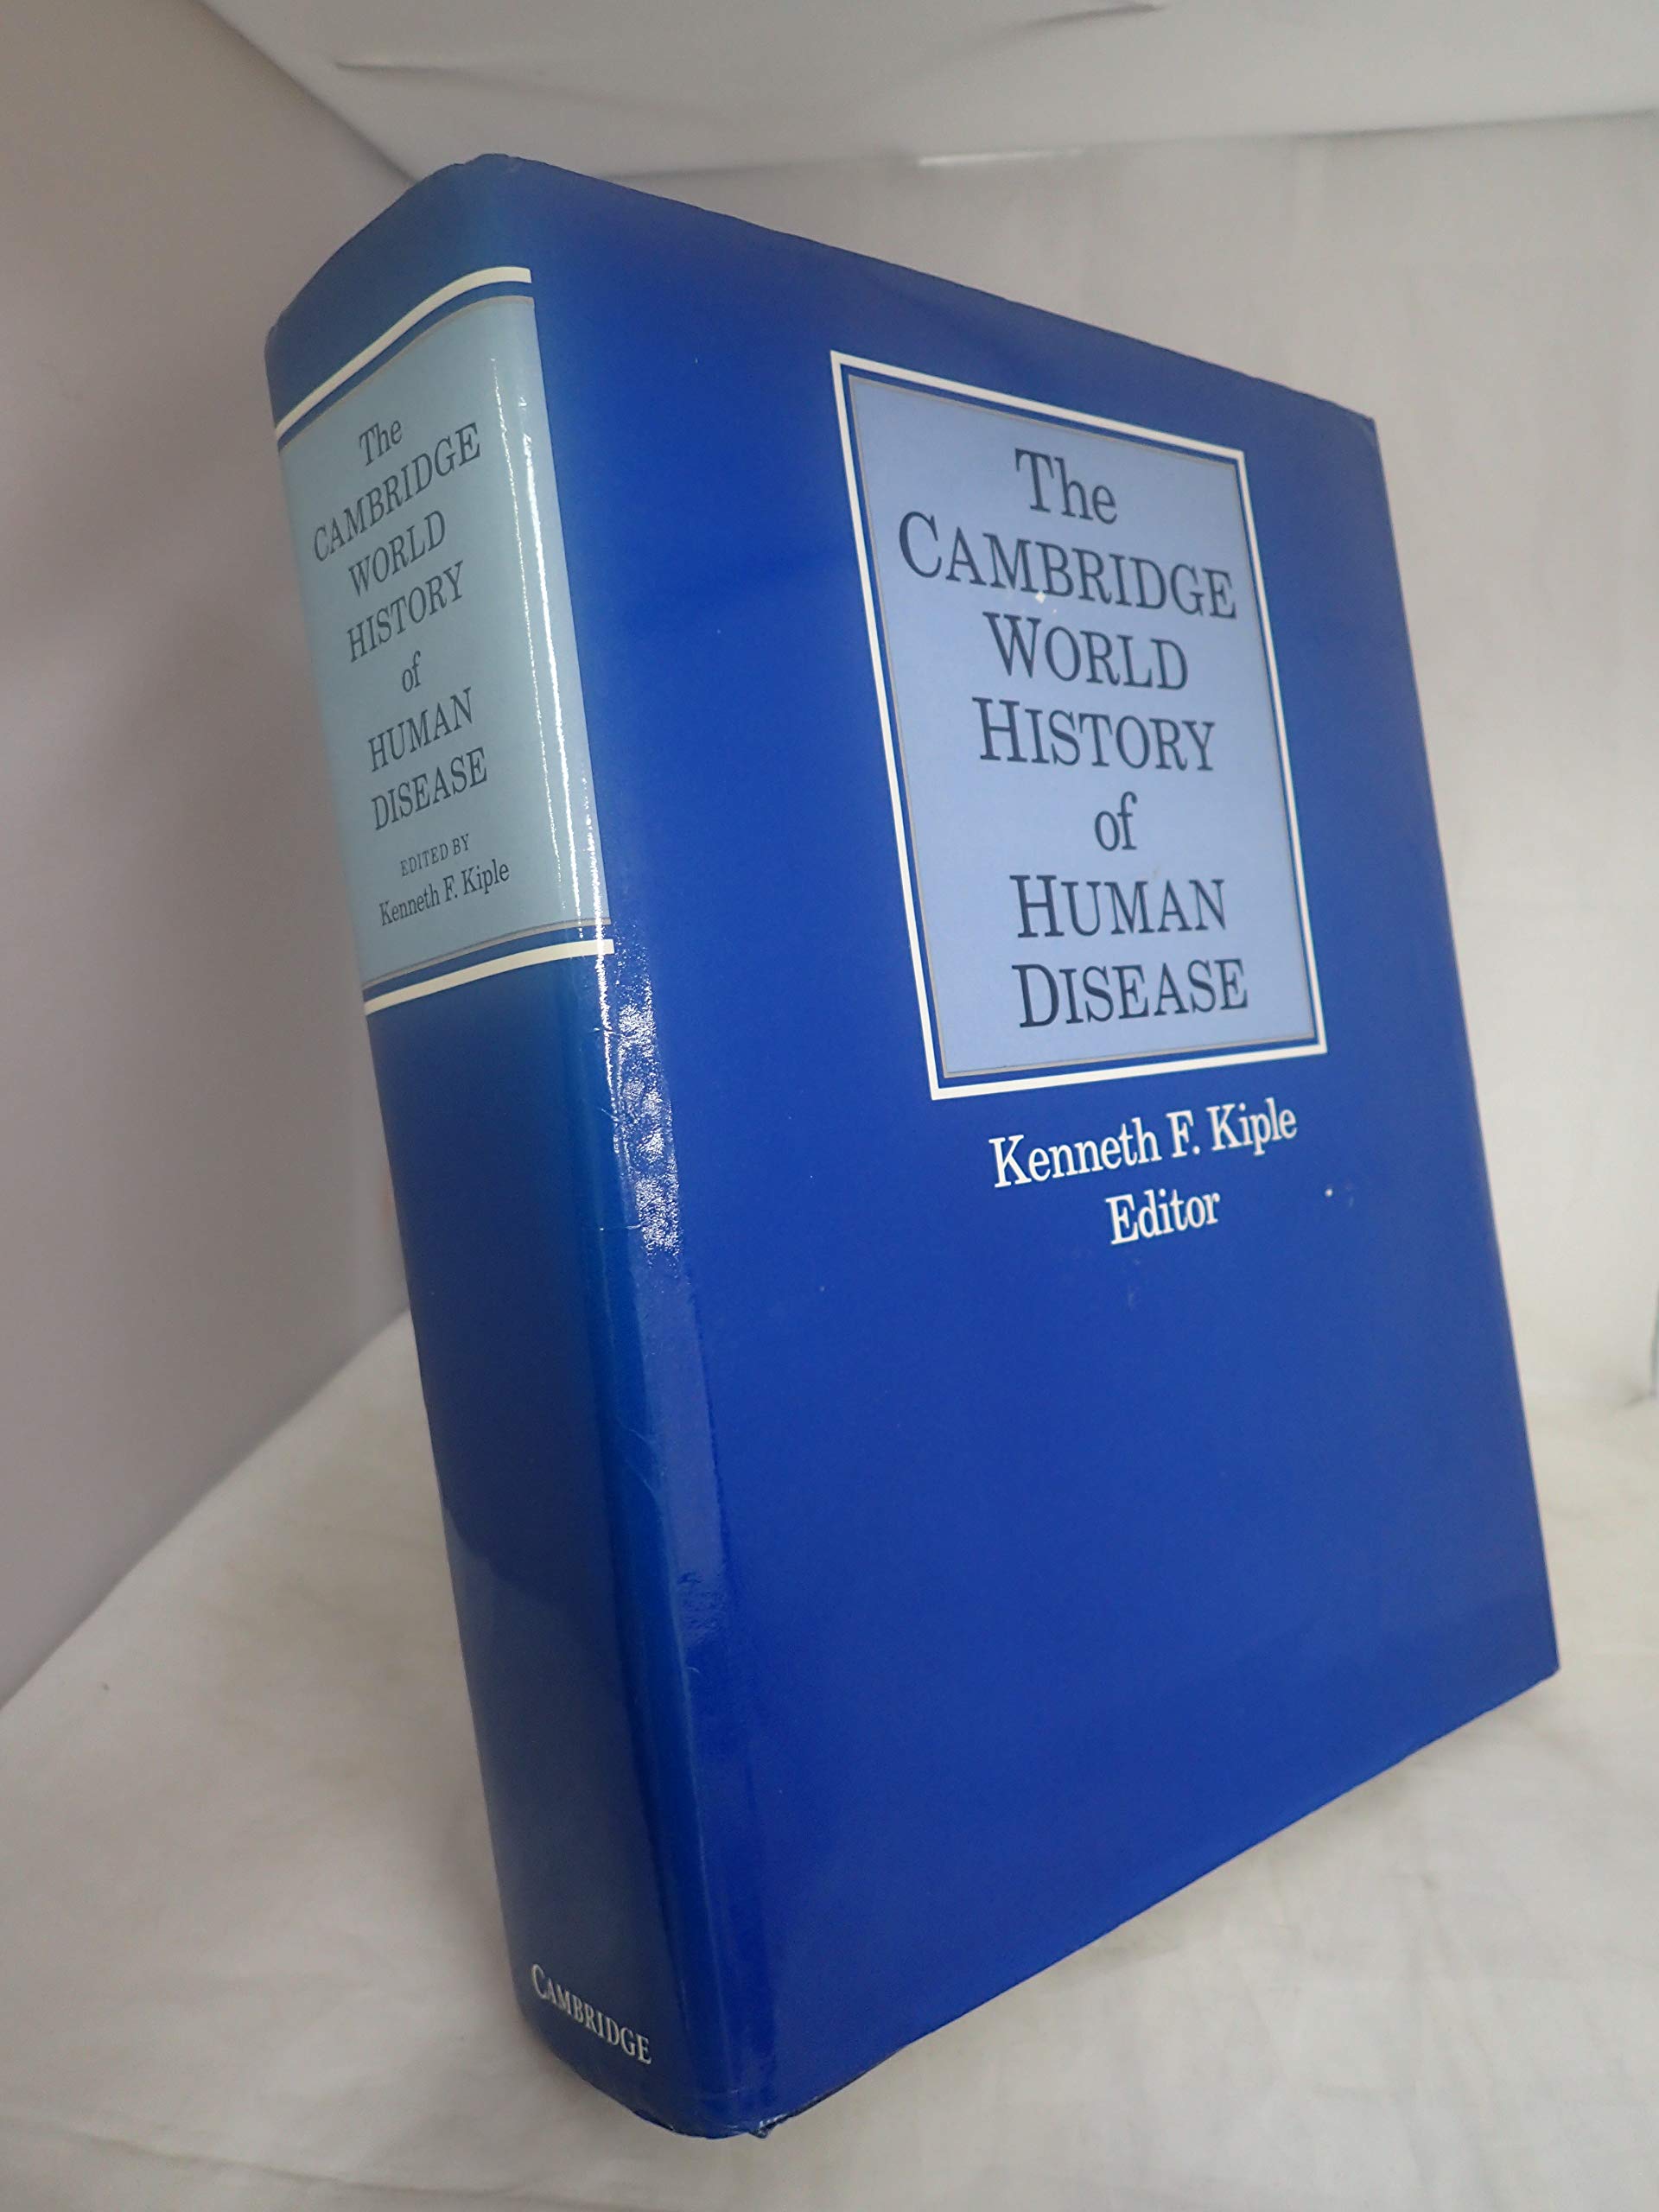 The
CAMBRIDGE
WORLD
HISTORY
of
HUMAN
DISEASE
EDITED BY
Kenneth F. Kiple
CAMBRIDGE
The
CAMBRIDGE
WORLD
HISTORY
of
HUMAN
DISEASE
Kenneth F. Kiple
Editor